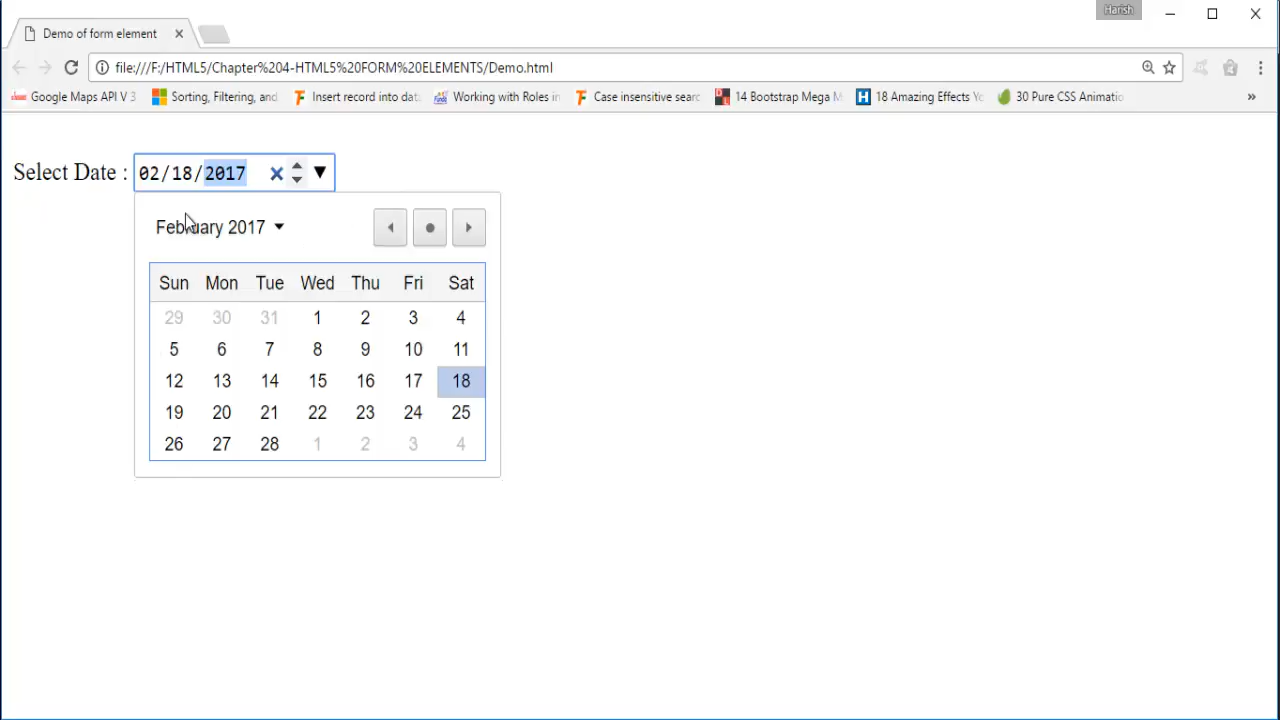 Harish
Demo of form element
file:///F:/HTML5/Chapter%204-HTML5%20FORM%20ELEMENTS/Demo.html
Google Maps API V 3 Sorting, Filtering, and Insert record into dat Working with Roles in Case insensitive sear 14 Bootstrap Mega M 18 Amazing Effects Yo 30 Pure CSS Animatio »
Select Date : 02/18/2017
February 2017
Sun Mon Tue Wed Thu Fri Sat
29 30 31 1 2 3 4
5 6 7 8 9 10 11
12 13 14 15 16 17 18
19 20 21 22 23 24 25
26 27 28 1 2 3 4